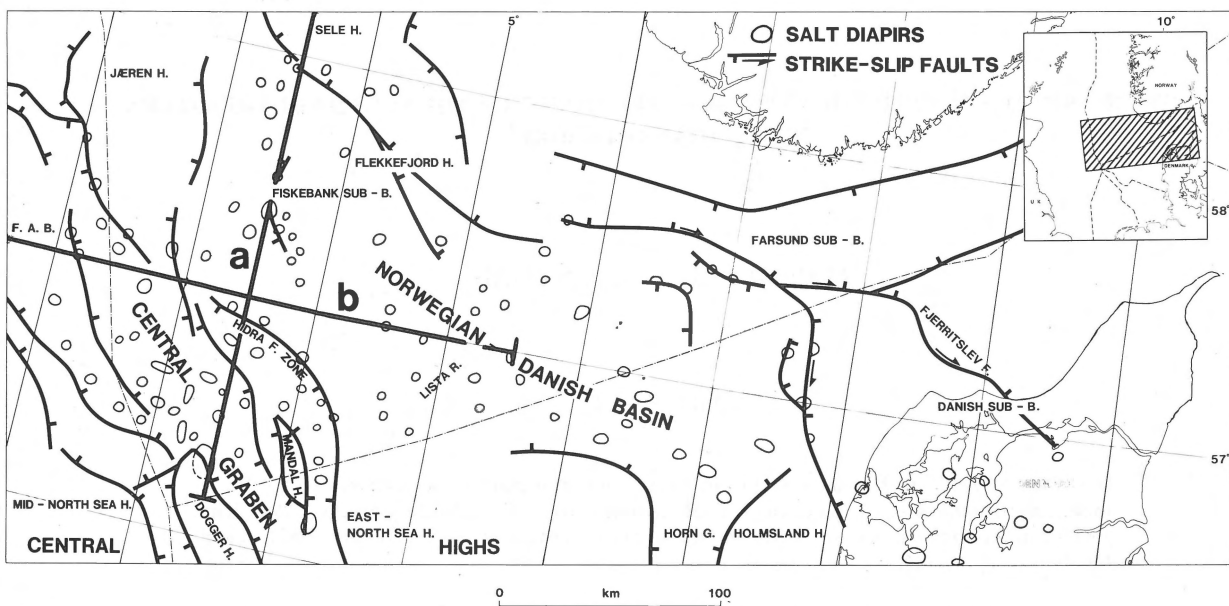 SELE H.
5°
10°
SALT DIAPIRS
STRIKE-SLIP FAULTS
JÆREN H.
NORWAY
DENMARK
U.K
FLEKKEFJORD H.
FISKEBANK SUB - B.
58°
F. A. B.
a
FARSUND SUB - B.
b
NORWEGIAN
CENTRAL
HIDRA F. ZONE
FJERRITSLEV F.
LISTA R.
DANISH BASIN
DANISH SUB - B.
MANDAL H.
GRABEN
57°
MID - NORTH SEA H.
DOGGER H.
EAST -
NORTH SEA H.
HORN G.
HOLMSLAND H.
CENTRAL
HIGHS
0 km 100